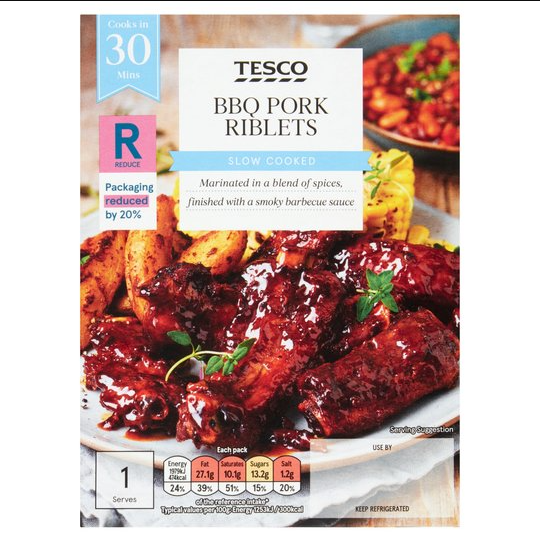 Cooks in
30
Mins
TESCO
BBQ PORK
RIBLETS
SLOW COOKED
Marinated in a blend of spices,
finished with a smoky barbecue sauce
R
REDUCE
Packaging
reduced
by 20%
Serving Suggestion
USE BY
1
Serves
Each pack
Energy Fat Saturates Sugars Salt
1979kJ
474kcal 27.1g 10.1g 13.2g 1.2g
24% 39% 51% 15% 20%
of the reference intake*
Typical values per 100g: Energy 1253kJ / 300kcal
KEEP REFRIGERATED